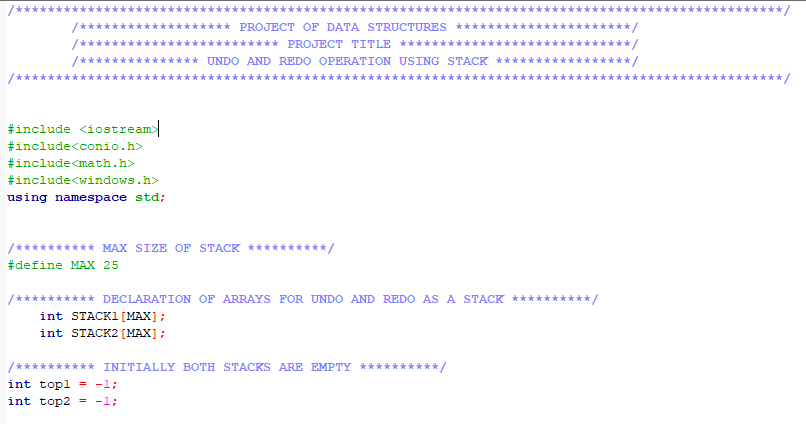 /************************************************************************************************/
/******************* PROJECT OF DATA STRUCTURES **********************/
/************************* PROJECT TITLE *****************************/
/*************** UNDO AND REDO OPERATION USING STACK *****************/
/************************************************************************************************/
#include <iostream>
#include<conio.h>
#include<math.h>
#include<windows.h>
using namespace std;
/********** MAX SIZE OF STACK **********/
#define MAX 25
/********** DECLARATION OF ARRAYS FOR UNDO AND REDO AS A STACK **********/
int STACK1[MAX];
int STACK2[MAX];
/********** INITIALLY BOTH STACKS ARE EMPTY **********/
int top1 = -1;
int top2 = -1;